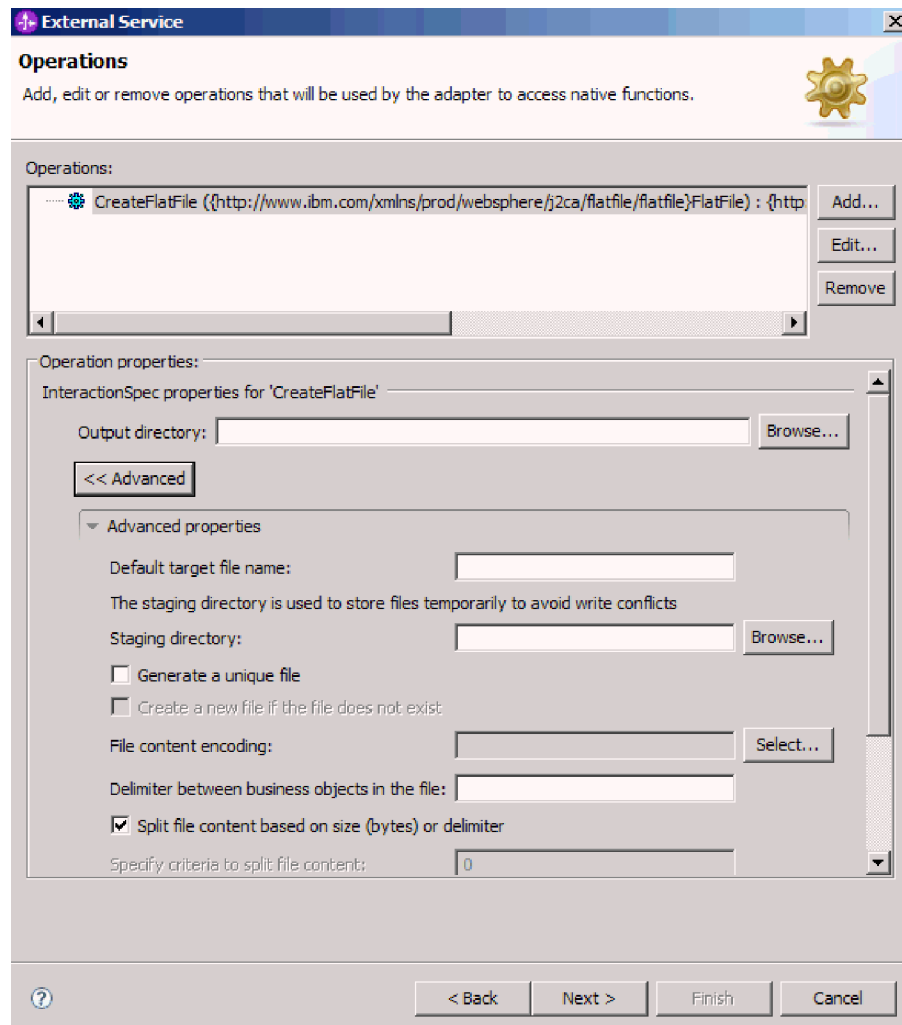 External Service
Operations
Add, edit or remove operations that will be used by the adapter to access native functions.
Operations:
CreateFlatFile ({http://www.ibm.com/xmlns/prod/websphere/j2ca/flatfile/flatfile}FlatFile) : {http
Add...
Edit...
Remove
Operation properties:
InteractionSpec properties for 'CreateFlatFile'
Output directory:
Browse...
<< Advanced
Advanced properties
Default target file name:
The staging directory is used to store files temporarily to avoid write conflicts
Staging directory:
Browse...
Generate a unique file
Create a new file if the file does not exist
File content encoding:
Select...
Delimiter between business objects in the file:
Split file content based on size (bytes) or delimiter
Specify criteria to split file content:
0
?
< Back
Next >
Finish
Cancel